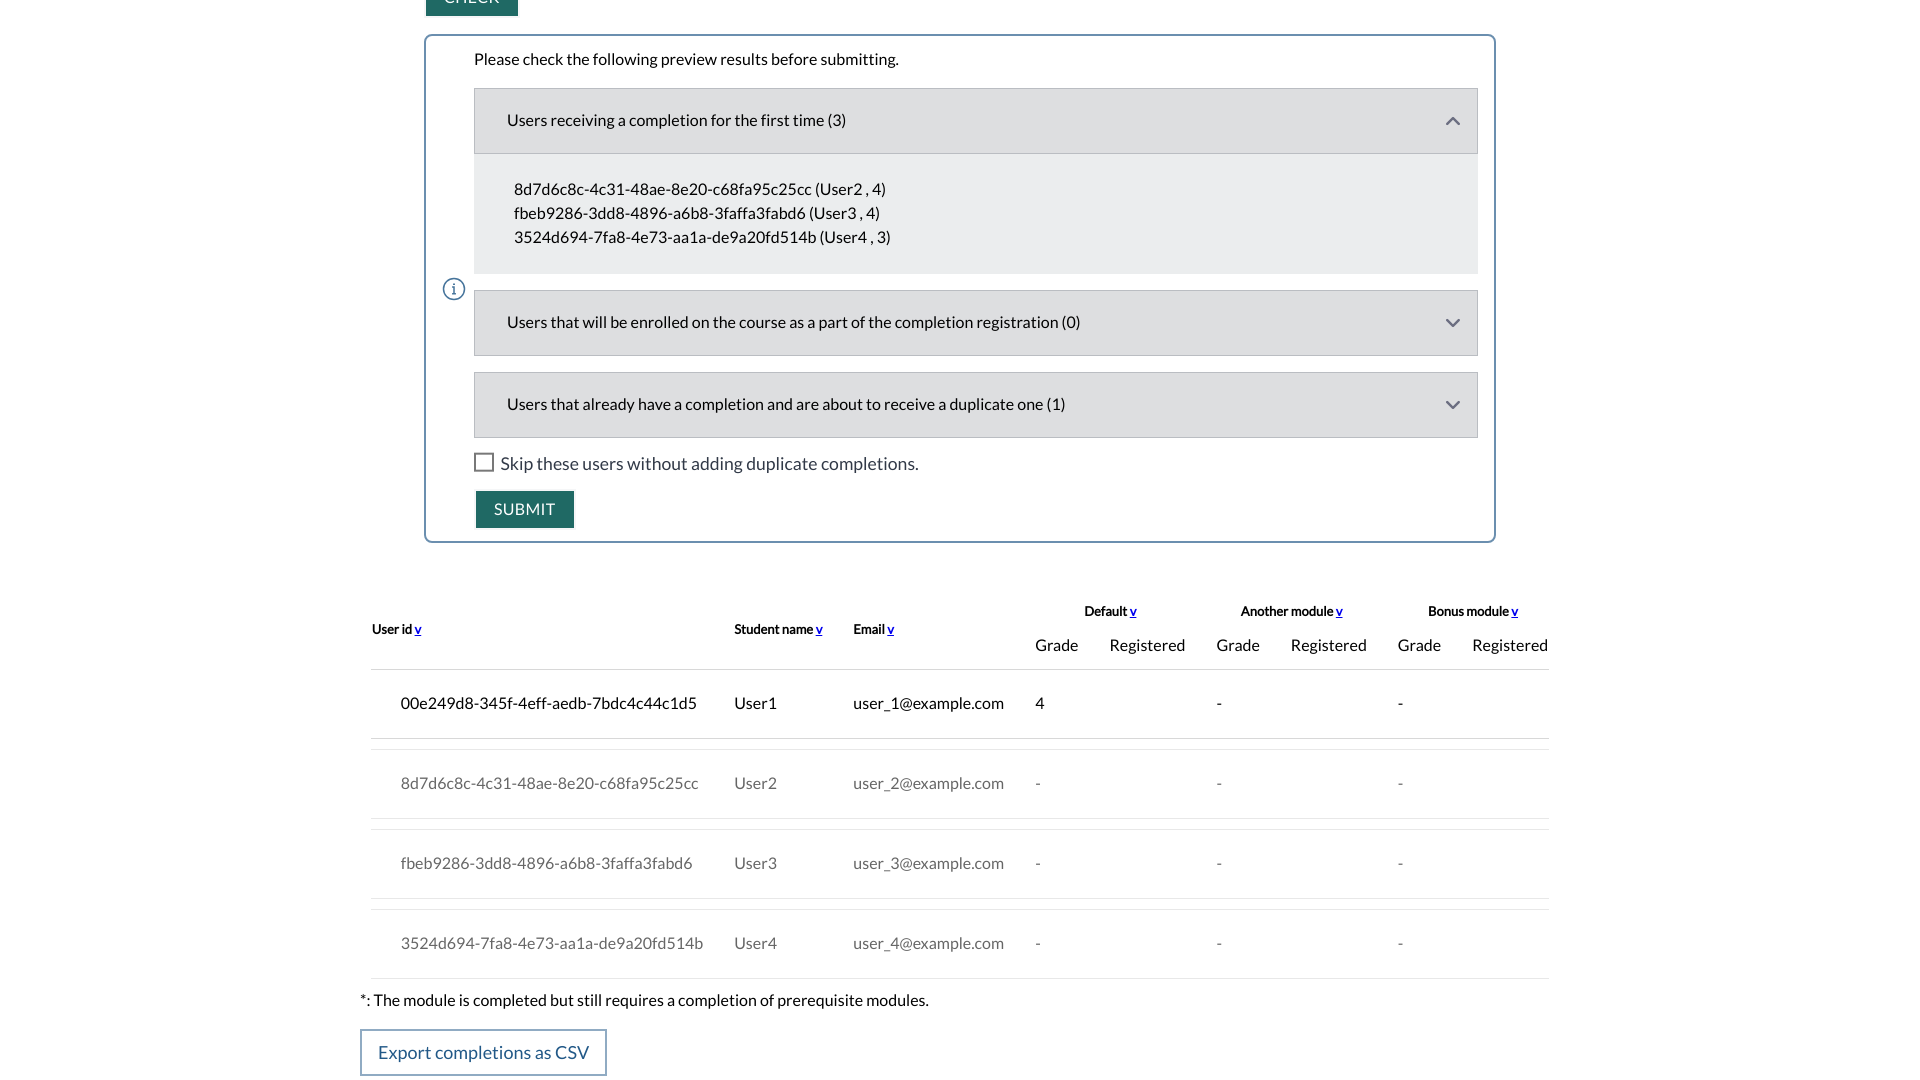 CHECK
Please check the following preview results before submitting.
Users receiving a completion for the first time (3)
8d7d6c8c-4c31-48ae-8e20-c68fa95c25cc (User2 , 4)
fbeb9286-3dd8-4896-a6b8-3faffa3fabd6 (User3 , 4)
3524d694-7fa8-4e73-aa1a-de9a20fd514b (User4 , 3)
Users that will be enrolled on the course as a part of the completion registration (0)
Users that already have a completion and are about to receive a duplicate one (1)
Skip these users without adding duplicate completions.
SUBMIT
Default v Another module v Bonus module v
User id v Student name v Email v
Grade Registered Grade Registered Grade Registered
00e249d8-345f-4eff-aedb-7bdc4c44c1d5 User1 user_1@example.com 4 - -
8d7d6c8c-4c31-48ae-8e20-c68fa95c25cc User2 user_2@example.com - - -
fbeb9286-3dd8-4896-a6b8-3faffa3fabd6 User3 user_3@example.com - - -
3524d694-7fa8-4e73-aa1a-de9a20fd514b User4 user_4@example.com - - -
*: The module is completed but still requires a completion of prerequisite modules.
Export completions as CSV